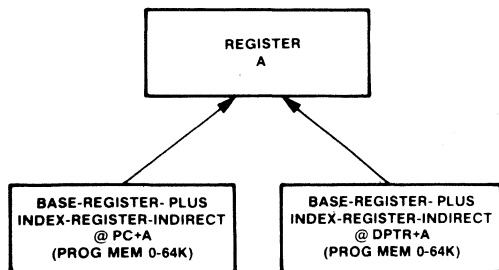 REGISTER
A
BASE-REGISTER- PLUS
INDEX-REGISTER-INDIRECT
@ PC+A
(PROG MEM 0-64K)
BASE-REGISTER- PLUS
INDEX-REGISTER-INDIRECT
@ DPTR+A
(PROG MEM 0-64K)